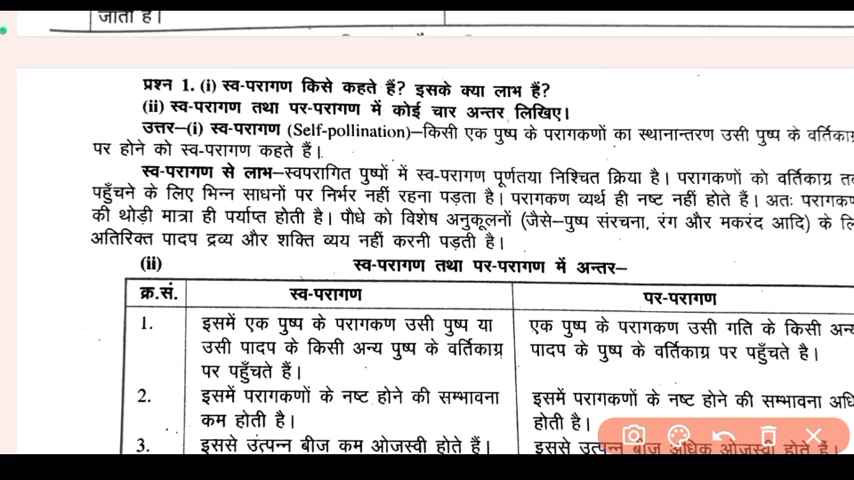 जाता है।
प्रश्न 1. (i) स्व-परागण किसे कहते हैं? इसके क्या लाभ हैं?
(ii) स्व-परागण तथा पर-परागण में कोई चार अन्तर लिखिए।
उत्तर–(i) स्व-परागण (Self-pollination)–किसी एक पुष्प के परागकणों का स्थानान्तरण उसी पुष्प के
पर होने को स्व-परागण कहते हैं।
स्व-परागण से लाभ–स्वपरागित पुष्पों में स्व-परागण पूर्णतया निश्चित क्रिया है। परागकणों को वर्तिकाग्र
पहुँचने के लिए भिन्न साधनों पर निर्भर नहीं रहना पड़ता है। परागकण व्यर्थ ही नष्ट नहीं होते हैं। अतः
की थोड़ी मात्रा ही पर्याप्त होती है। पौधे को विशेष अनुकूलनों (जैसे–पुष्प संरचना, रंग और मकरंद आदि) के
अतिरिक्त पादप द्रव्य और शक्ति व्यय नहीं करनी पड़ती है।
(ii) स्व-परागण तथा पर-परागण में अन्तर–
क्र.सं. स्व-परागण पर-परागण
1. इसमें एक पुष्प के परागकण उसी पुष्प या
उसी पादप के किसी अन्य पुष्प के वर्तिकाग्र
पर पहुँचते हैं।
एक पुष्प के परागकण उसी गति के किसी
पादप के पुष्प के वर्तिकाग्र पर पहुँचते है।
2. इसमें परागकणों के नष्ट होने की सम्भावना
कम होती है।
इसमें परागकणों के नष्ट होने की सम्भावना
होती है।
3. इससे उत्पन्न बीज कम ओजस्वी होते हैं।
इससे उत्पन्न बीज अधिक ओजस्वी होते हैं।